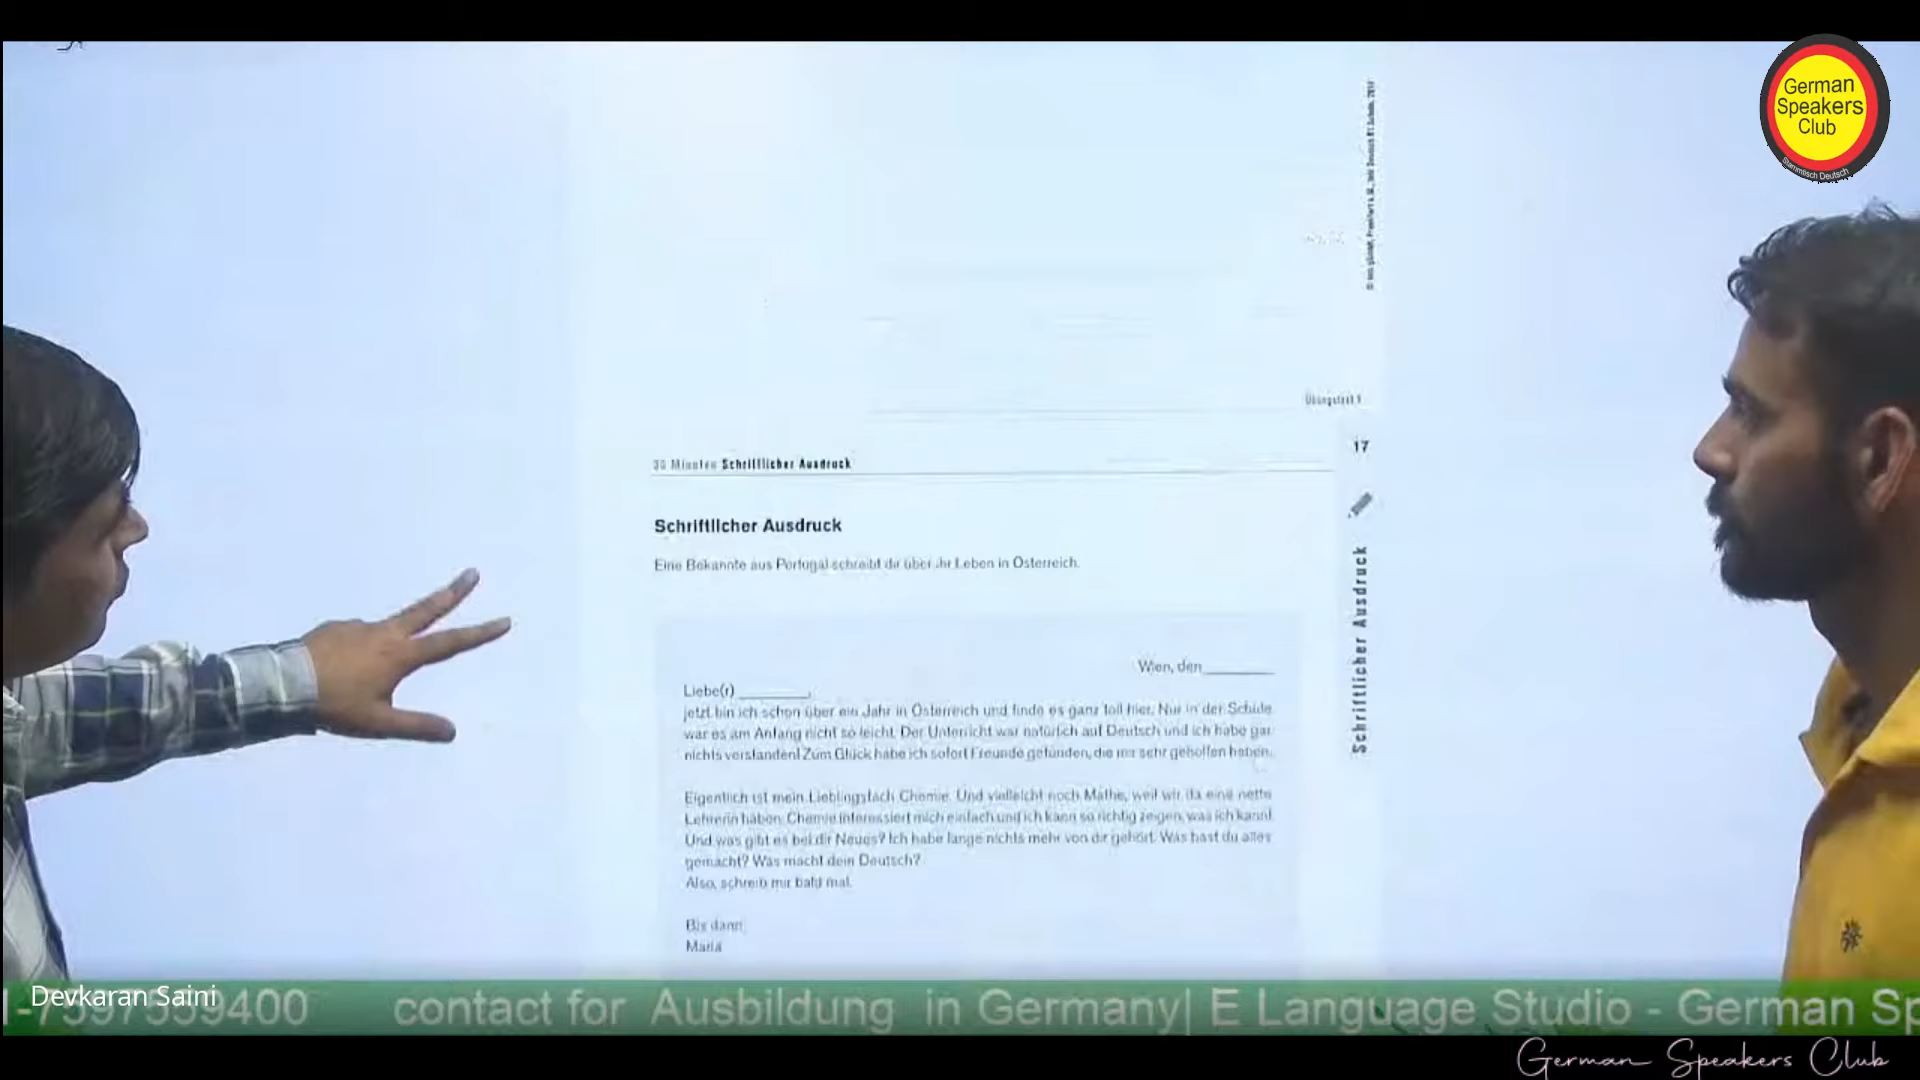 German
Speakers
Club
Stammtisch Deutsch
Übungstest 1
17
30 Minuten Schriftlicher Ausdruck
Schriftlicher Ausdruck
Schriftlicher Ausdruck
Eine Bekannte aus Portugal schreibt dir über ihr Leben in Österreich.
Wien, den ________
Liebe(r) ________,
jetzt bin ich schon über ein Jahr in Österreich und finde es ganz toll hier. Nur in der Schule
war es am Anfang nicht so leicht. Der Unterricht war natürlich auf Deutsch und ich habe gar
nichts verstanden! Zum Glück habe ich sofort Freunde gefunden, die mir sehr geholfen haben.
Eigentlich ist mein Lieblingsfach Chemie. Und vielleicht noch Mathe, weil wir da eine nette
Lehrerin haben. Chemie interessiert mich einfach und ich kann so richtig zeigen, was ich kann!
Und was gibt es bei dir Neues? Ich habe lange nichts mehr von dir gehört. Was hast du alles
gemacht? Was macht dein Deutsch?
Also, schreib mir bald mal.
Bis dann
Maria
Devkaran Saini
-7597559400 contact for Ausbildung in Germany| E Language Studio - German Sp
German Speakers Club